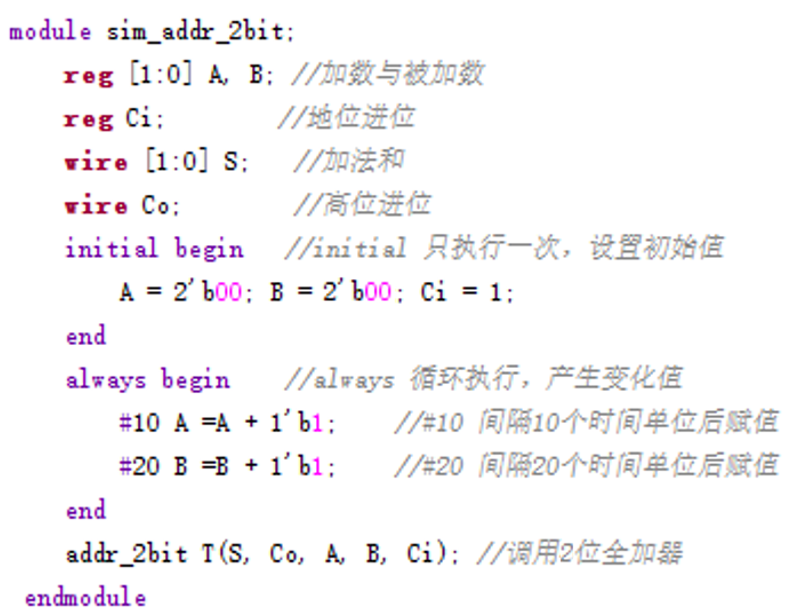 module sim_addr_2bit;
reg [1:0] A, B; //加数与被加数
reg Ci; //地位进位
wire [1:0] S; //加法和
wire Co; //高位进位
initial begin //initial 只执行一次，设置初始值
A = 2'b00; B = 2'b00; Ci = 1;
end
always begin //always 循环执行，产生变化值
#10 A =A + 1'b1; //#10 间隔10个时间单位后赋值
#20 B =B + 1'b1; //#20 间隔20个时间单位后赋值
end
addr_2bit T(S, Co, A, B, Ci); //调用2位全加器
endmodule